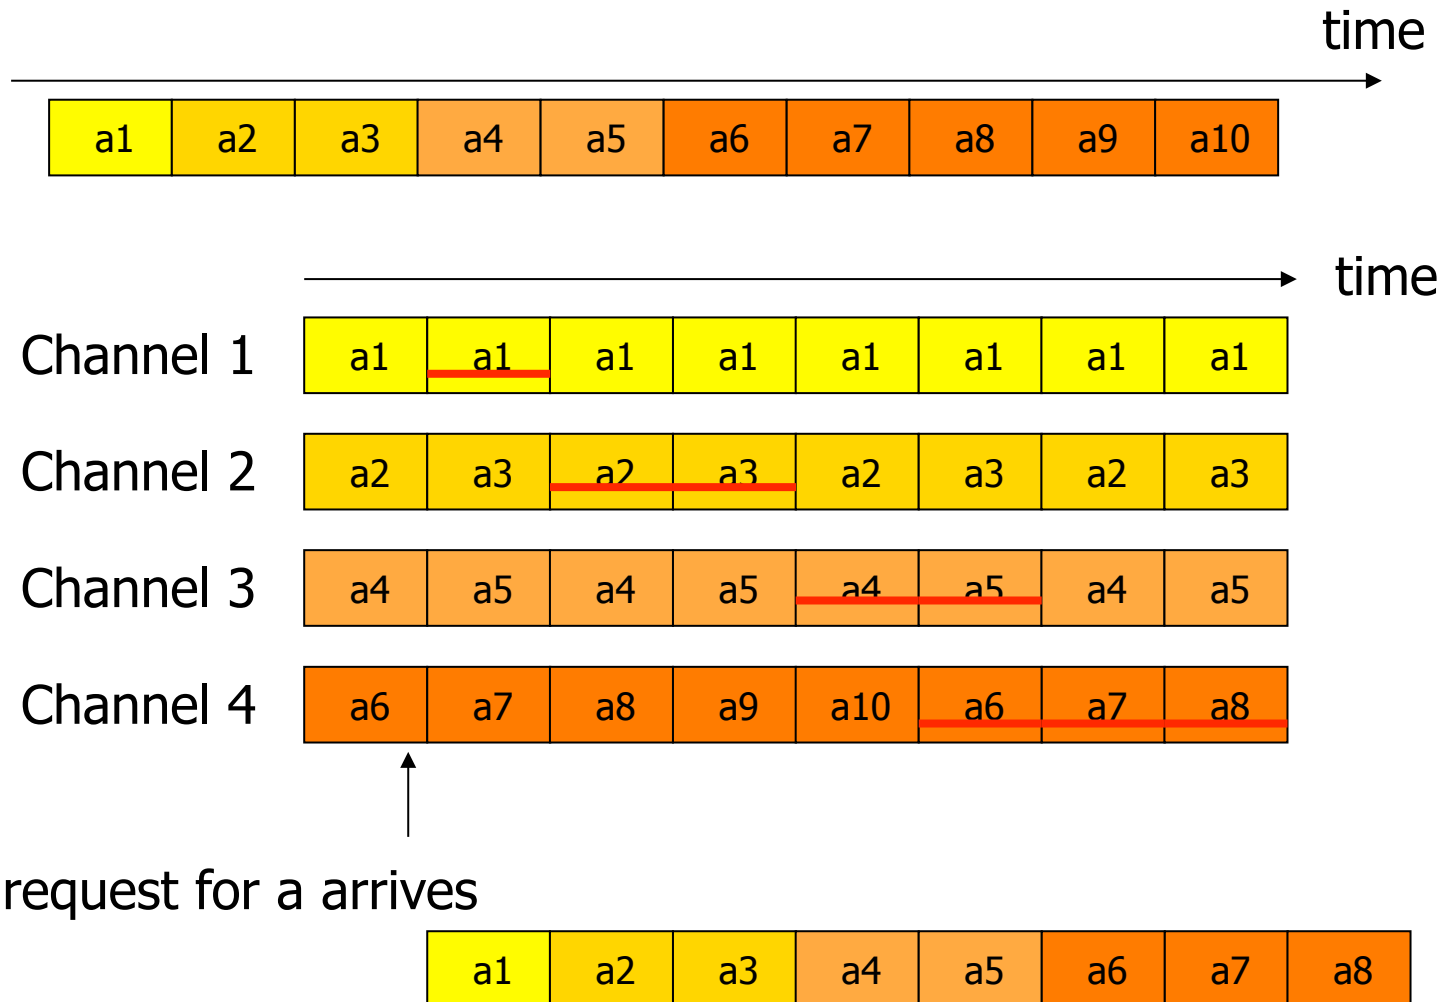 time
a1 a2 a3 a4 a5 a6 a7 a8 a9 a10
time
Channel 1 a1 a1 a1 a1 a1 a1 a1 a1
Channel 2 a2 a3 a2 a3 a2 a3 a2 a3
Channel 3 a4 a5 a4 a5 a4 a5 a4 a5
Channel 4 a6 a7 a8 a9 a10 a6 a7 a8
request for a arrives
a1 a2 a3 a4 a5 a6 a7 a8